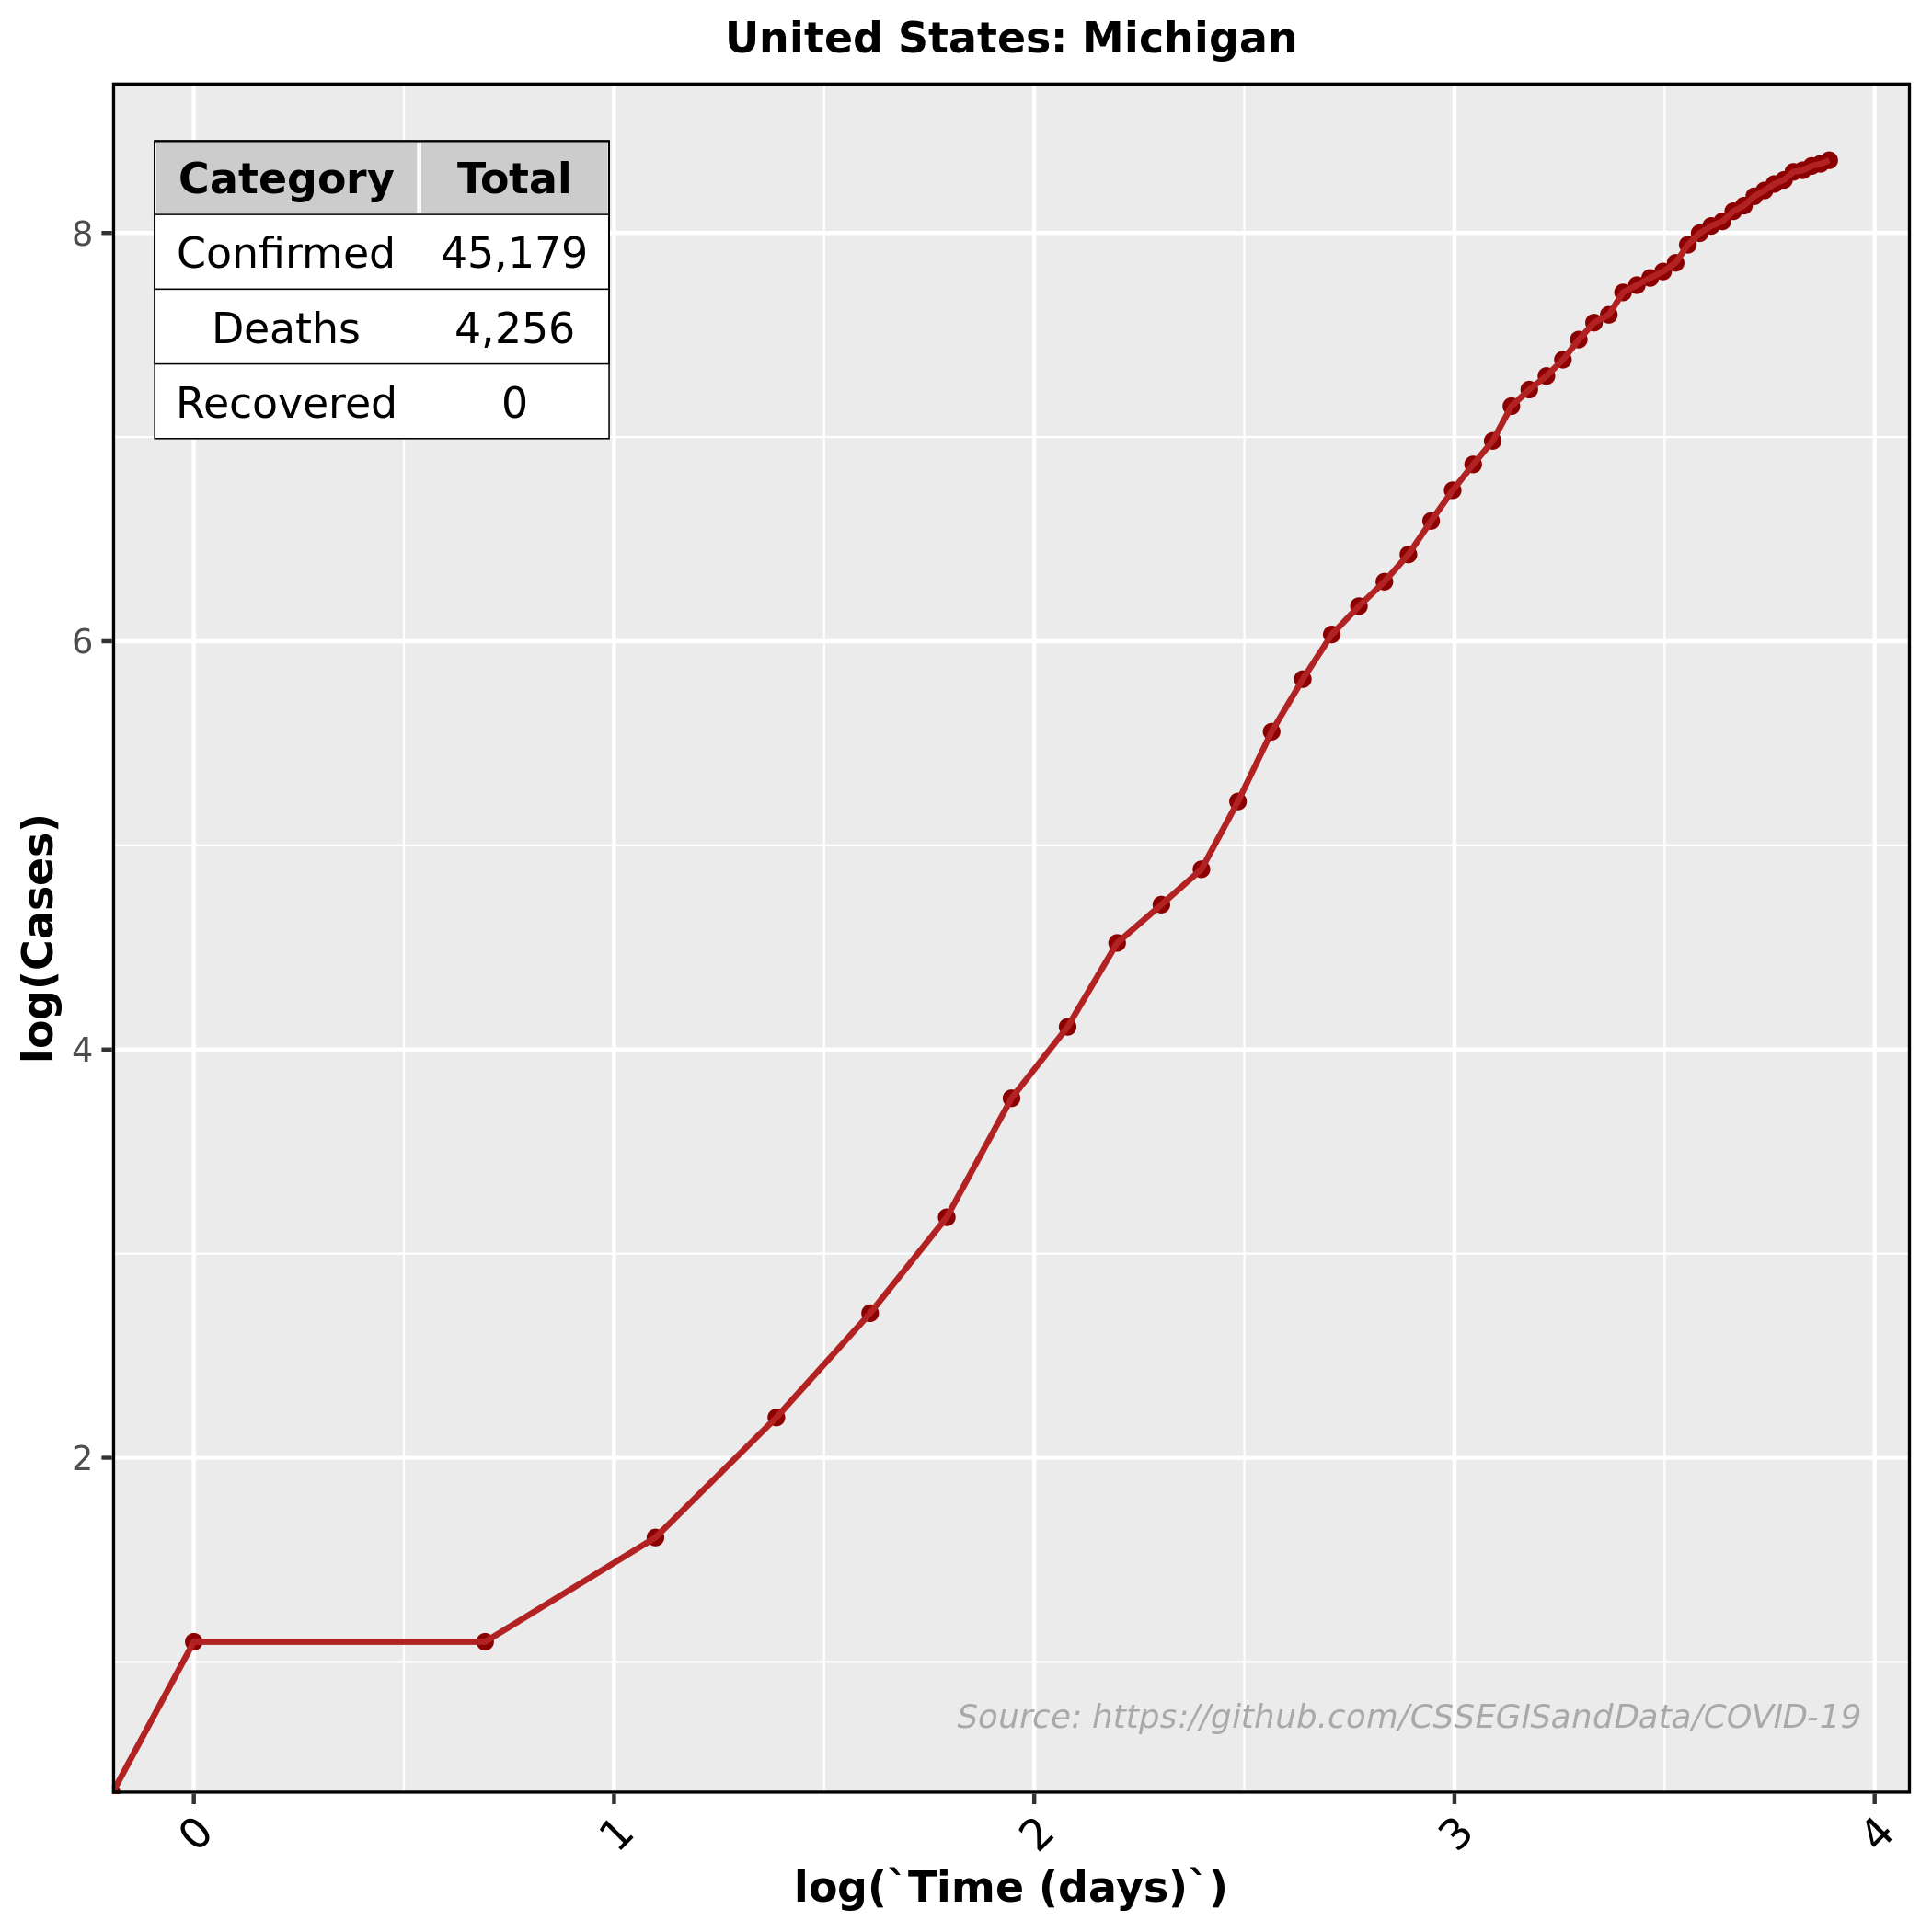 United States: Michigan
Category Total
Confirmed 45,179
Deaths 4,256
Recovered 0
8
6
4
2
log(Cases)
Source: https://github.com/CSSEGISandData/COVID-19
0 1 2 3 4
log(`Time (days)`)